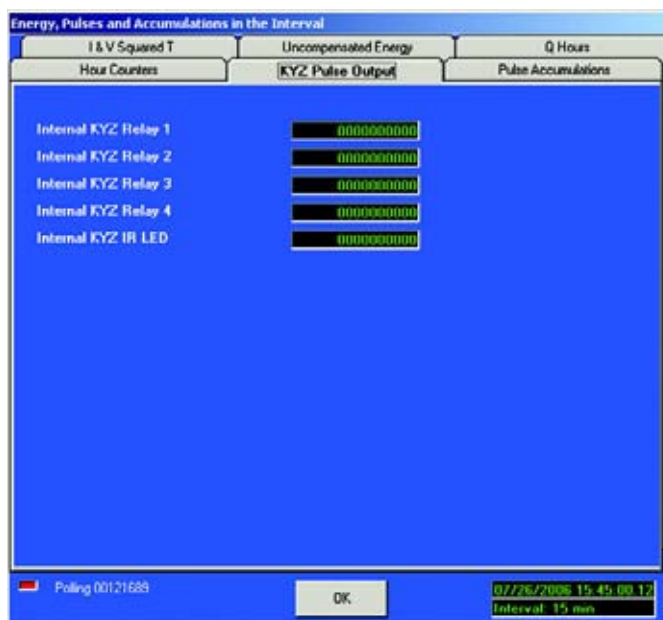 Energy, Pulses and Accumulations in the Interval
I & V Squared T
Uncompensated Energy
Q Hours
Hour Counters
KYZ Pulse Output
Pulse Accumulations
Internal KYZ Relay 1 0000000000
Internal KYZ Relay 2 0000000000
Internal KYZ Relay 3 0000000000
Internal KYZ Relay 4 0000000000
Internal KYZ IR LED 0000000000
Polling 00121689
OK
07/26/2006 15:45:00.12
Interval: 15 min